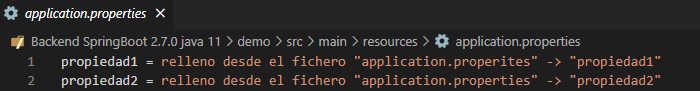 application.properties ×
Backend SpringBoot 2.7.0 java 11 > demo > src > main > resources > application.properties
1 propiedad1 = relleno desde el fichero "application.properites" -> "propiedad1"
2 propiedad2 = relleno desde el fichero "application.properties" -> "propiedad2"